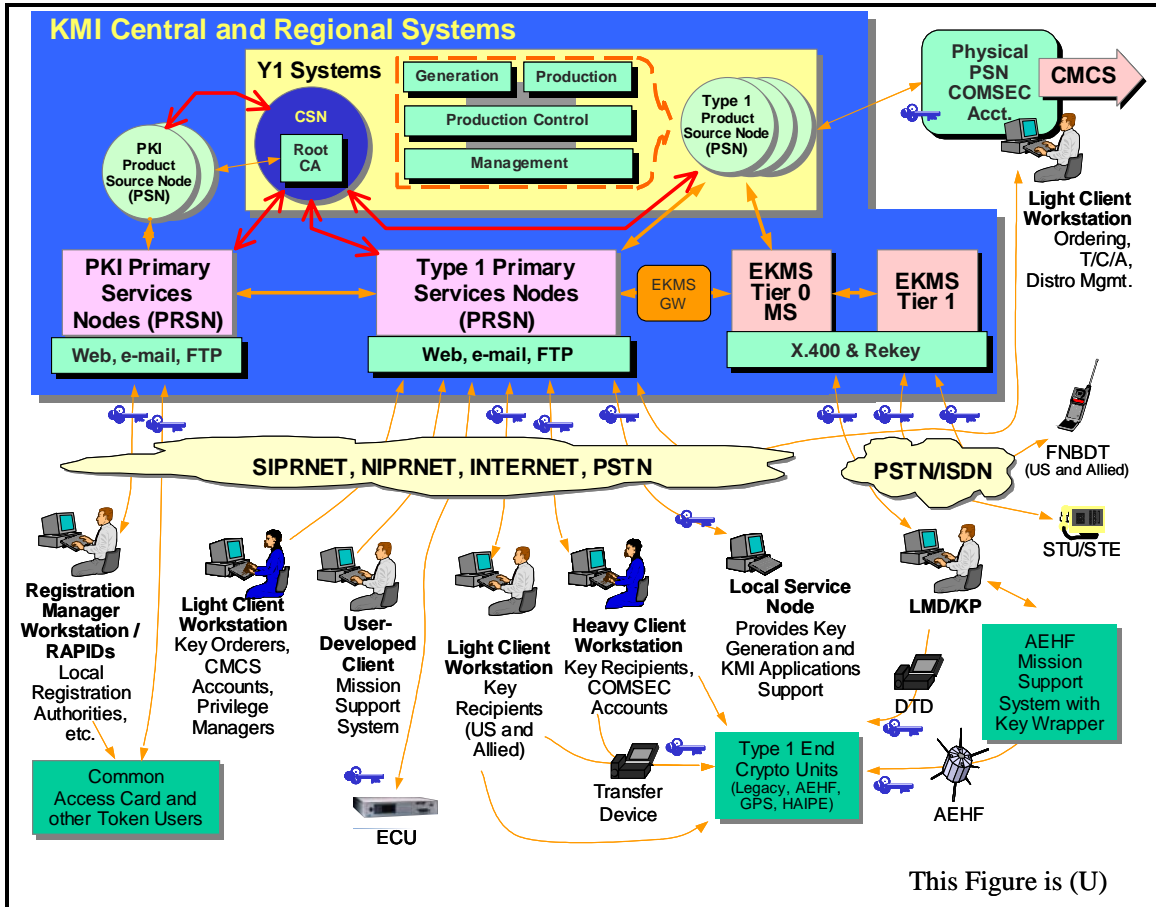 KMI Central and Regional Systems
Y1 Systems
Generation
Production
Production Control
Management
CSN
Root
CA
PKI
Product
Source Node
(PSN)
Type 1
Product
Source Node
(PSN)
Physical
PSN
COMSEC
Acct.
CMCS
Light Client
Workstation
Ordering,
T/C/A,
Distro Mgmt.
PKI Primary
Services
Nodes (PRSN)
Web, e-mail, FTP
Type 1 Primary
Services Nodes
(PRSN)
Web, e-mail, FTP
EKMS
GW
EKMS
Tier 0
MS
EKMS
Tier 1
X.400 & Rekey
SIPRNET, NIPRNET, INTERNET, PSTN
PSTN/ISDN
FNBDT
(US and Allied)
STU/STE
Registration
Manager
Workstation /
RAPIDs
Local
Registration
Authorities,
etc.
Light Client
Workstation
Key Orderers,
CMCS
Accounts,
Privilege
Managers
User-
Developed
Client
Mission
Support
System
Light Client
Workstation
Key
Recipients
(US and
Allied)
Heavy Client
Workstation
Key Recipients,
COMSEC
Accounts
Local Service
Node
Provides Key
Generation and
KMI Applications
Support
LMD/KP
DTD
AEHF
Mission
Support
System with
Key Wrapper
Common
Access Card and
other Token Users
ECU
Transfer
Device
Type 1 End
Crypto Units
(Legacy, AEHF,
GPS, HAIPE)
AEHF
This Figure is (U)